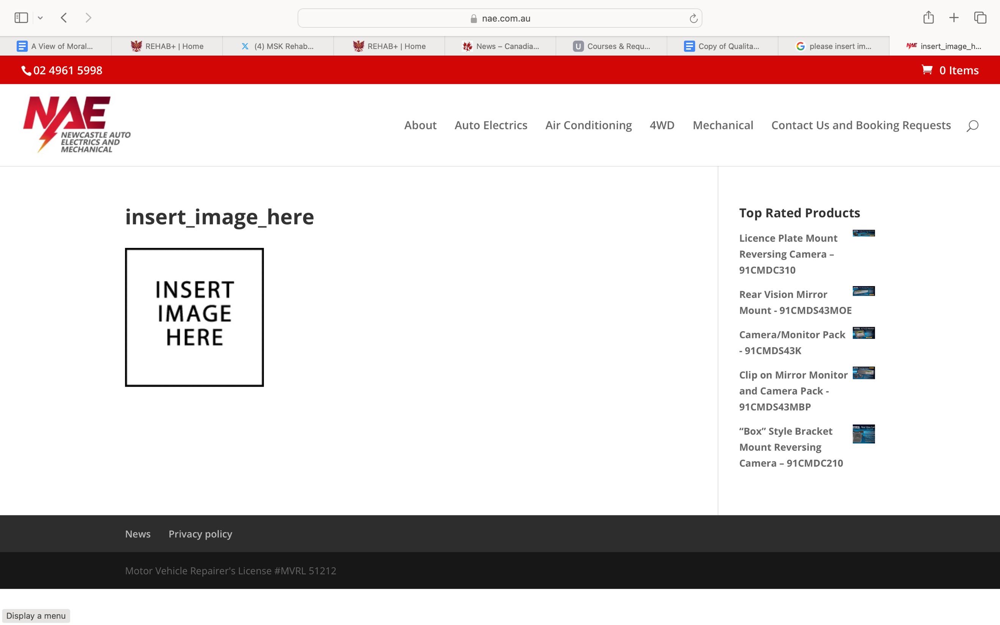 nae.com.au
A View of Moral...
REHAB+ | Home
(4) MSK Rehab...
REHAB+ | Home
News – Canadia...
U Courses & Requ...
Copy of Qualita...
G please insert im...
NAE insert_image_h...
02 4961 5998
0 Items
NAE
NEWCASTLE AUTO
ELECTRICS AND
MECHANICAL
About
Auto Electrics
Air Conditioning
4WD
Mechanical
Contact Us and Booking Requests
insert_image_here
INSERT
IMAGE
HERE
Top Rated Products
Licence Plate Mount
Reversing Camera –
91CMDC310
Rear Vision Mirror
Mount - 91CMDS43MOE
Camera/Monitor Pack
- 91CMDS43K
Clip on Mirror Monitor
and Camera Pack -
91CMDS43MBP
“Box” Style Bracket
Mount Reversing
Camera – 91CMDC210
News
Privacy policy
Motor Vehicle Repairer's License #MVRL 51212
Display a menu